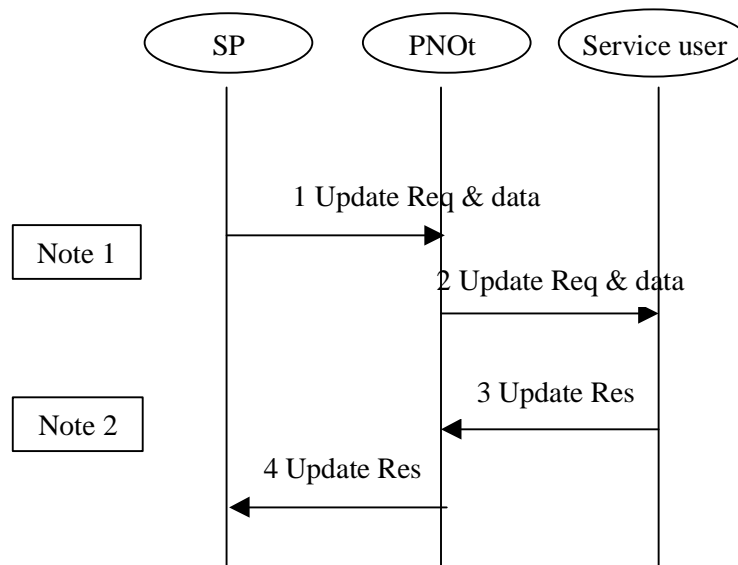 SP
PNOt
Service user
1 Update Req & data
Note 1
2 Update Req & data
3 Update Res
Note 2
4 Update Res